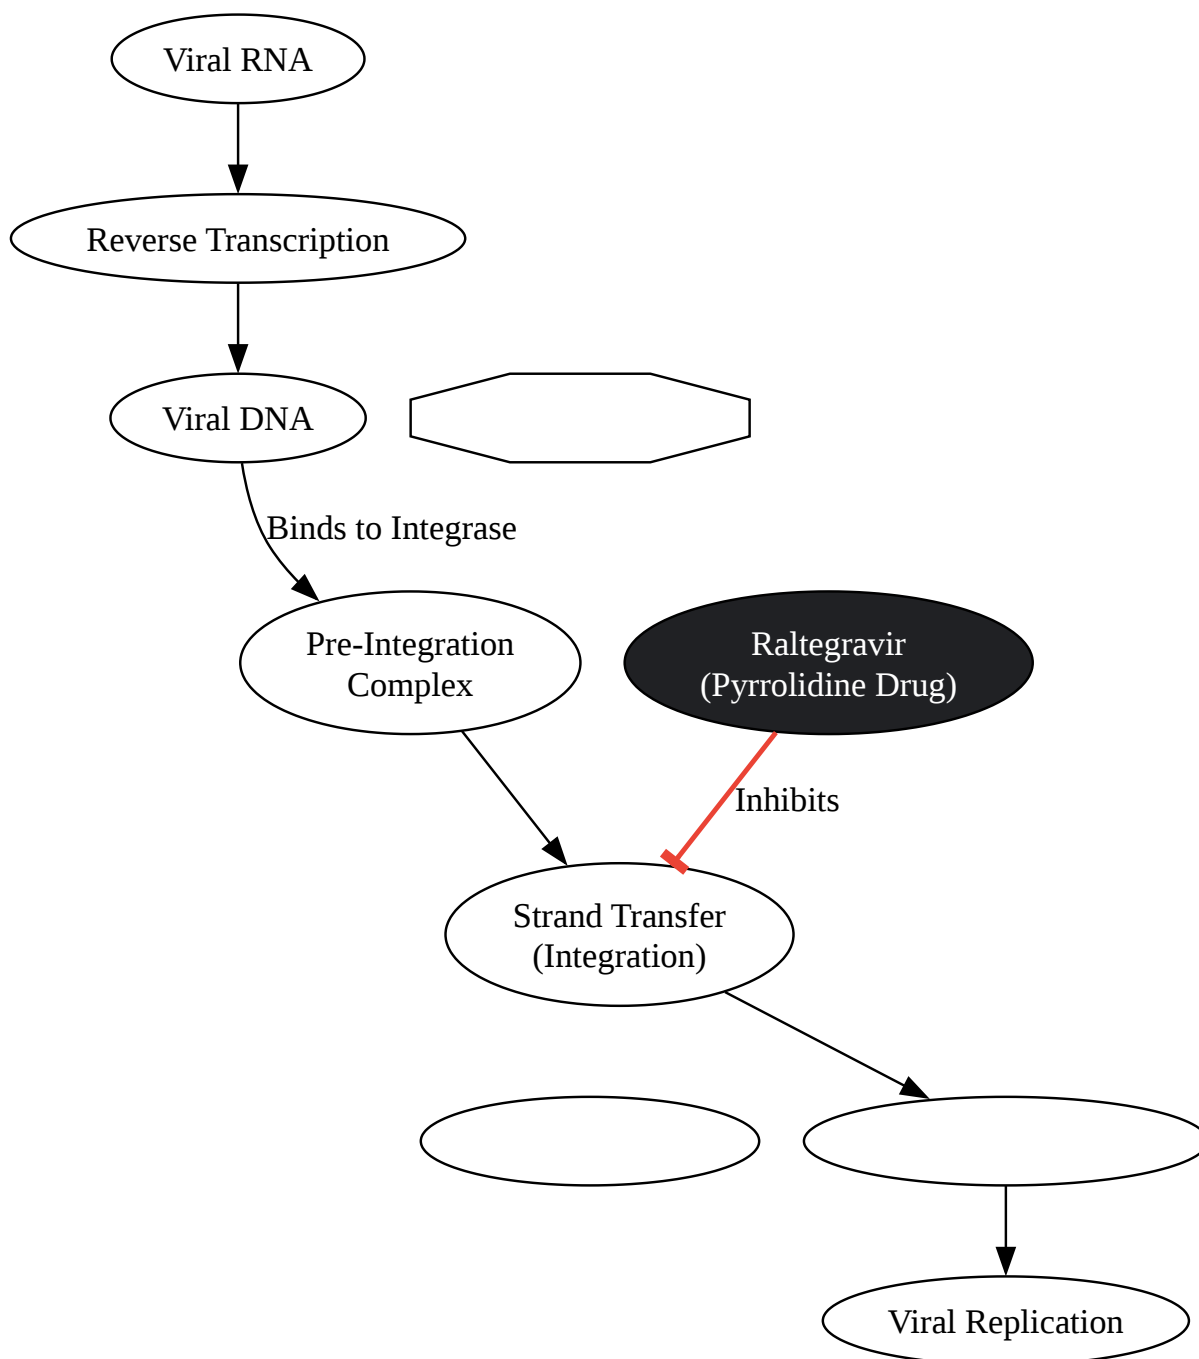 Viral RNA
Reverse Transcription
Viral DNA
Binds to Integrase
Pre-Integration
Complex
Raltegravir
(Pyrrolidine Drug)
Inhibits
Strand Transfer
(Integration)
Viral Replication